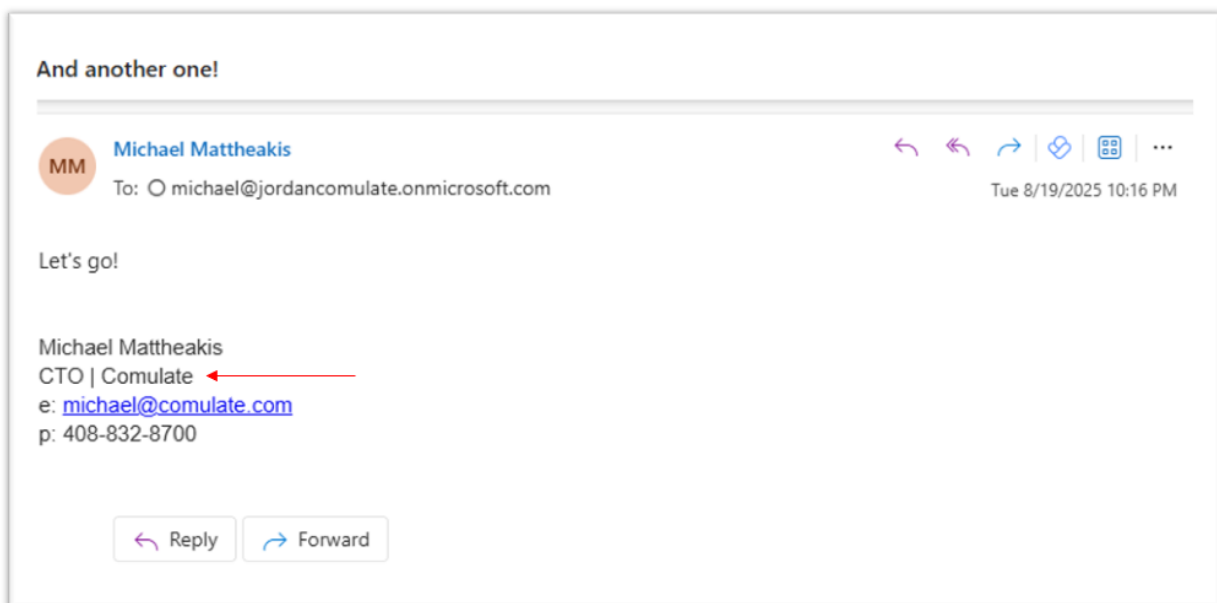 And another one!
MM
Michael Mattheakis
To: michael@jordancomulate.onmicrosoft.com
Tue 8/19/2025 10:16 PM
Let's go!
Michael Mattheakis
CTO | Comulate
e: michael@comulate.com
p: 408-832-8700
Reply
Forward